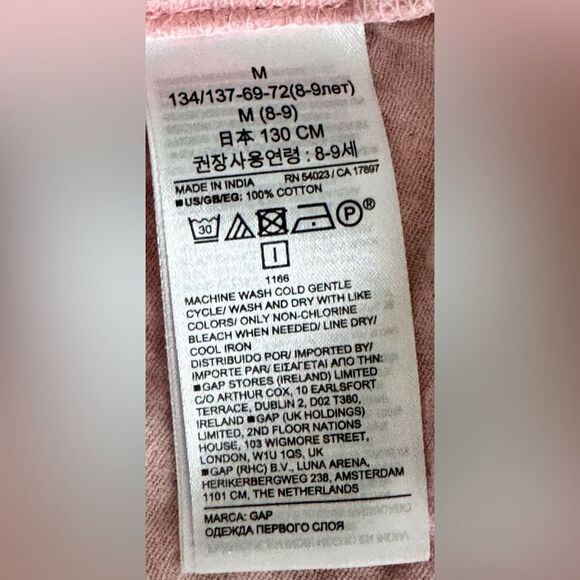 M
134/137-69-72(8-9лет)
M (8-9)
日本 130 CM
권장사용연령 : 8-9세
MADE IN INDIA RN 54023 / CA 17897
■US/GB/EG: 100% COTTON
30 P®
1166
MACHINE WASH COLD GENTLE
CYCLE/ WASH AND DRY WITH LIKE
COLORS/ ONLY NON-CHLORINE
BLEACH WHEN NEEDED/ LINE DRY/
COOL IRON
DISTRIBUIDO POR/ IMPORTED BY/
IMPORTE PAR/ ΕΙΣΑΓΕΤΑΙ ΑΠΟ ΤΗΝ:
■GAP STORES (IRELAND) LIMITED
C/O ARTHUR COX, 10 EARLSFORT
TERRACE, DUBLIN 2, D02 T380,
IRELAND ■GAP (UK HOLDINGS)
LIMITED, 2ND FLOOR NATIONS
HOUSE, 103 WIGMORE STREET,
LONDON, W1U 1QS, UK
■GAP (RHC) B.V., LUNA ARENA,
HERIKERBERGWEG 238, AMSTERDAM
1101 CM, THE NETHERLANDS
MARCA: GAP
ОДЕЖДА ПЕРВОГО СЛОЯ